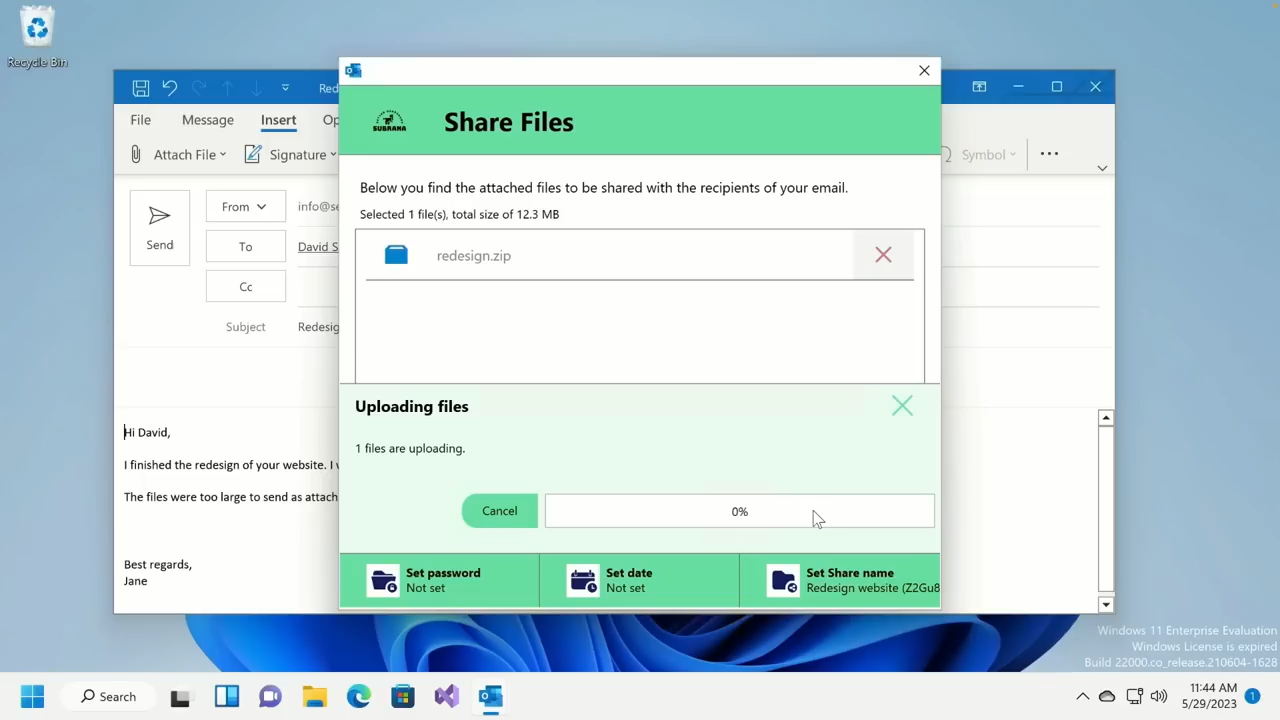 Recycle Bin
Red
File
Message
Insert
Op
Attach File
Signature
Symbol
Send
From
info@se
To
David S
Cc
Subject
Redesig
Hi David,
I finished the redesign of your website. I
The files were too large to send as attach
Best regards,
Jane
SUBRANA
Share Files
Below you find the attached files to be shared with the recipients of your email.
Selected 1 file(s), total size of 12.3 MB
redesign.zip
Uploading files
1 files are uploading.
Cancel
0%
Set password
Not set
Set date
Not set
Set Share name
Redesign website (Z2Gu8
Windows 11 Enterprise Evaluation
Windows License is expired
Build 22000.co_release.210604-1628
Search
11:44 AM
5/29/2023
1